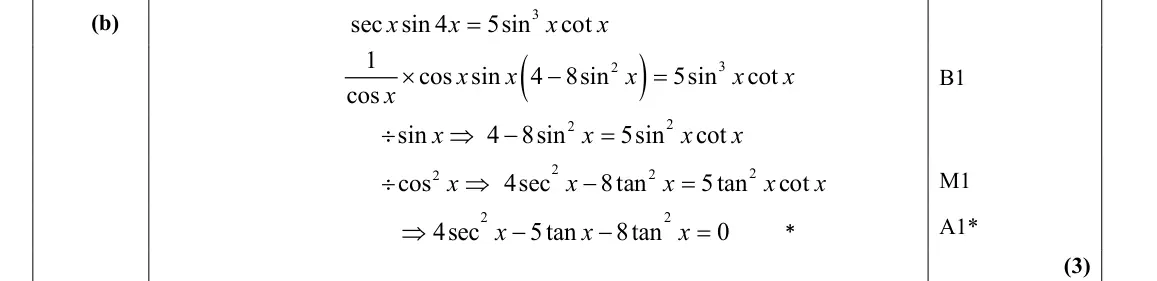 (b) sec x sin 4x = 5 sin³ x cot x
1/cos x × cos x sin x (4 − 8 sin² x) = 5 sin³ x cot x B1
÷ sin x ⇒ 4 − 8 sin² x = 5 sin² x cot x
÷ cos² x ⇒ 4 sec² x − 8 tan² x = 5 tan² x cot x M1
⇒ 4 sec² x − 5 tan x − 8 tan² x = 0 * A1*
(3)